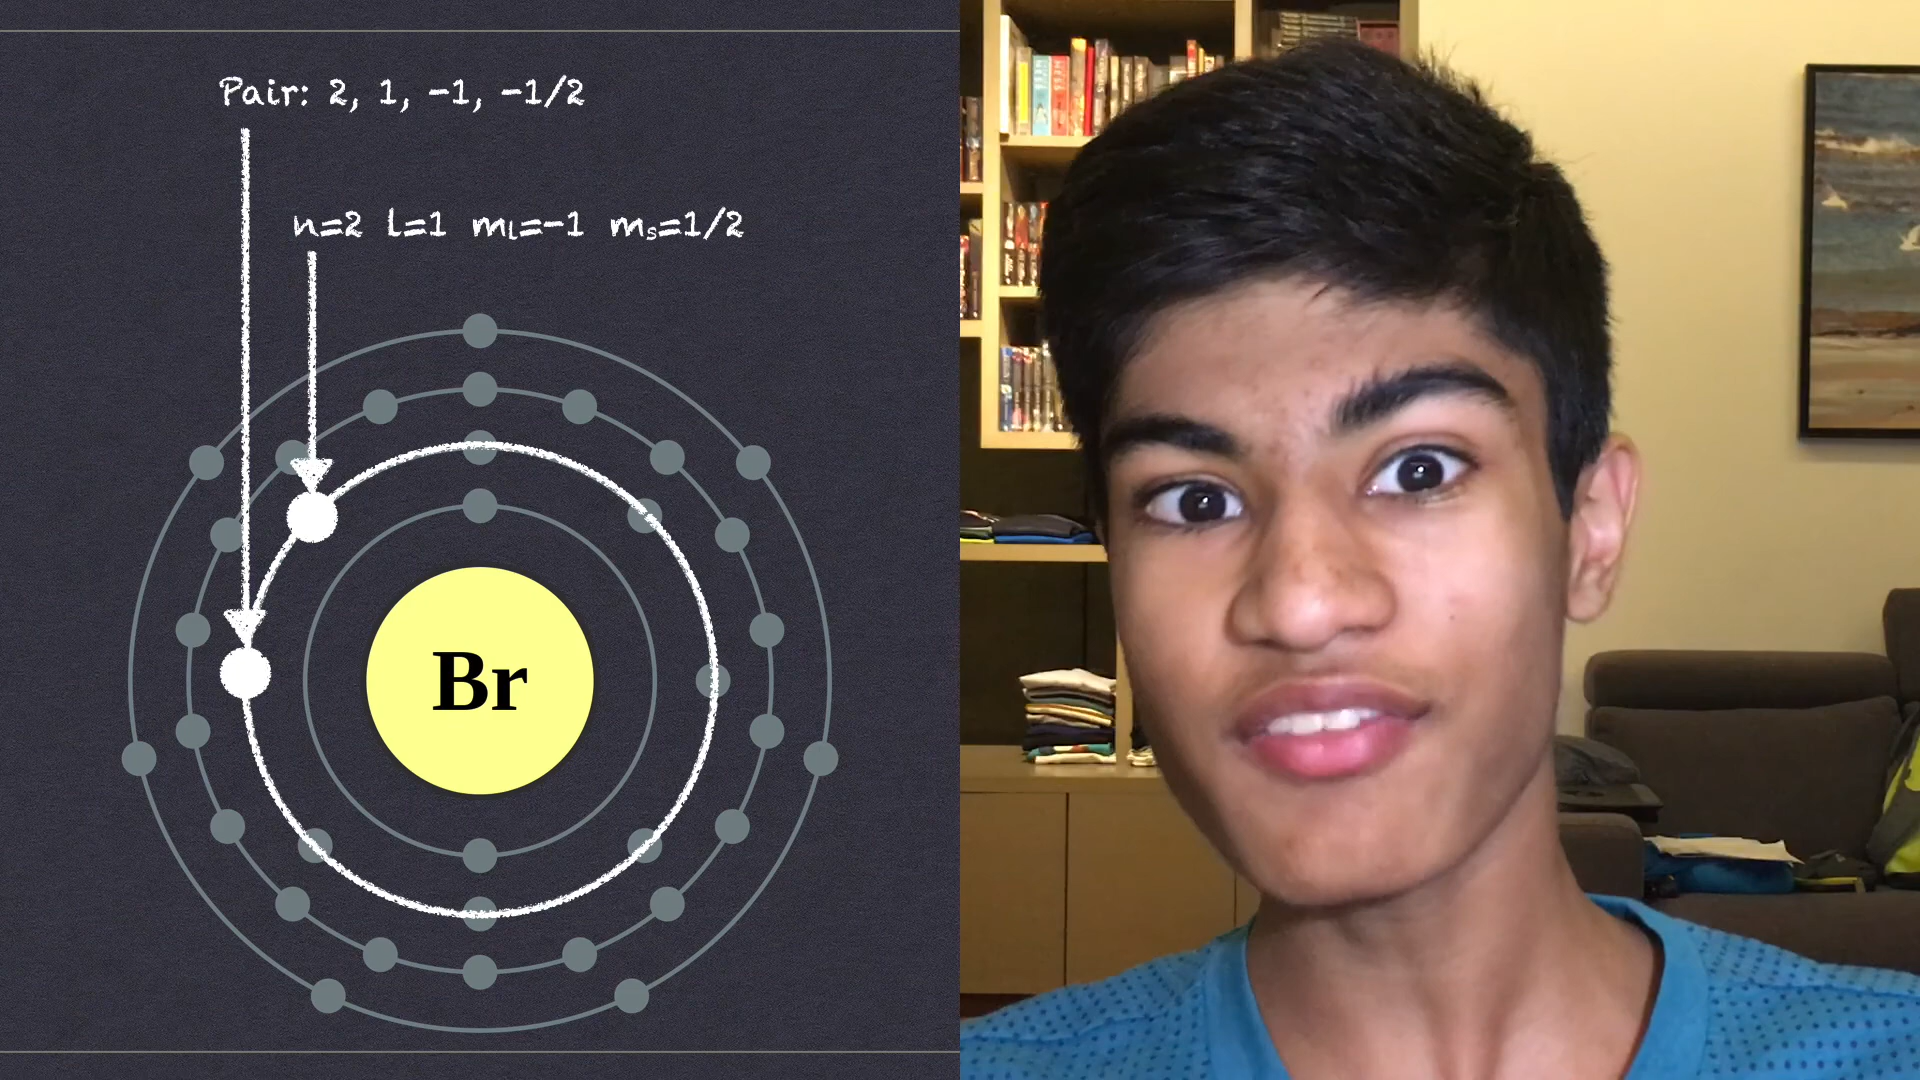 Pair: 2, 1, -1, -1/2
n=2 l=1 mₗ=-1 mₛ=1/2
Br